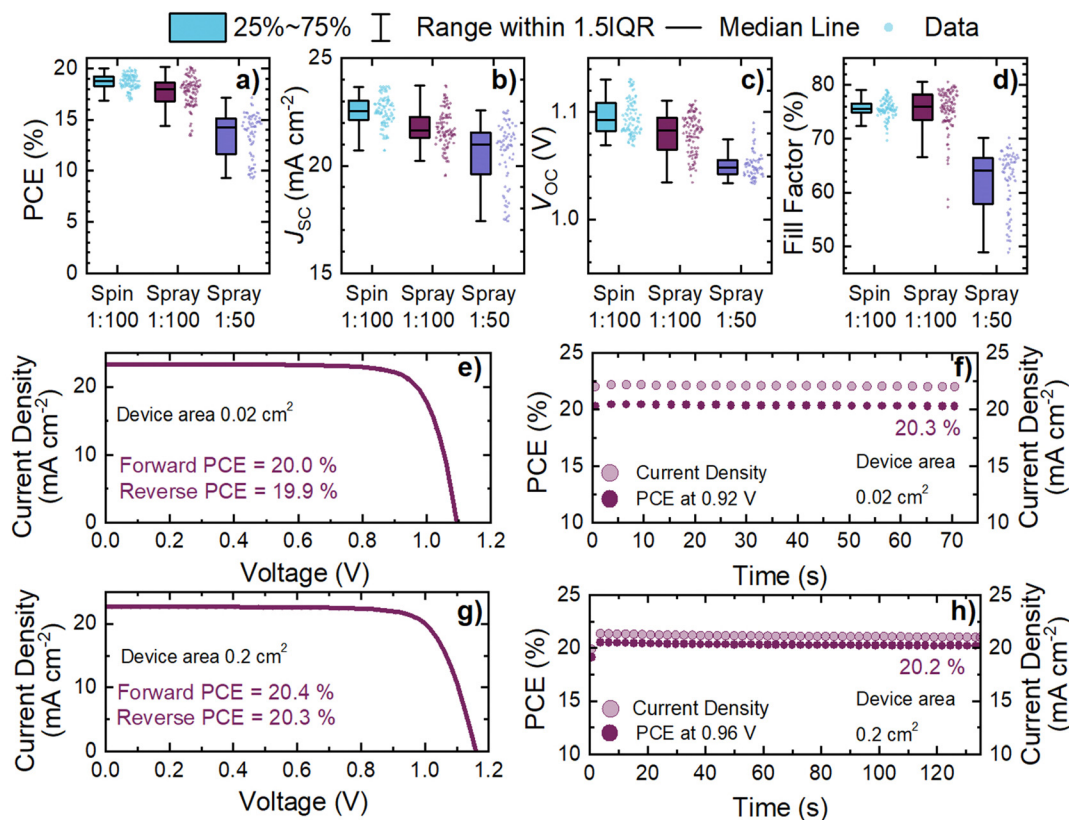 25%~75% Range within 1.5IQR Median Line Data
a)
PCE (%)
20
15
10
5
0
Spin 1:100 Spray 1:100 Spray 1:50
b)
J_SC (mA cm⁻²)
25
20
15
Spin 1:100 Spray 1:100 Spray 1:50
c)
V_OC (V)
1.1
1.0
Spin 1:100 Spray 1:100 Spray 1:50
d)
Fill Factor (%)
80
70
60
50
Spin 1:100 Spray 1:100 Spray 1:50
e)
Current Density (mA cm⁻²)
20
10
0
Device area 0.02 cm²
Forward PCE = 20.0 %
Reverse PCE = 19.9 %
0.0 0.2 0.4 0.6 0.8 1.0 1.2
Voltage (V)
f)
PCE (%)
25
20
15
10
20.3 %
Current Density
PCE at 0.92 V
Device area
0.02 cm²
0 10 20 30 40 50 60 70 80
Time (s)
25
20
15
10
Current Density (mA cm⁻²)
g)
Current Density (mA cm⁻²)
20
10
0
Device area 0.2 cm²
Forward PCE = 20.4 %
Reverse PCE = 20.3 %
0.0 0.2 0.4 0.6 0.8 1.0 1.2
Voltage (V)
h)
PCE (%)
25
20
15
10
20.2 %
Current Density
PCE at 0.96 V
Device area
0.2 cm²
0 20 40 60 80 100 120
Time (s)
25
20
15
10
Current Density (mA cm⁻²)